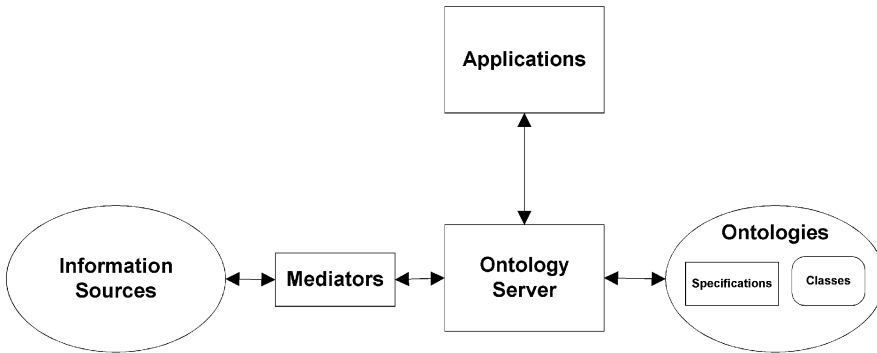 Applications
Information
Sources
Mediators
Ontology
Server
Ontologies
Specifications
Classes